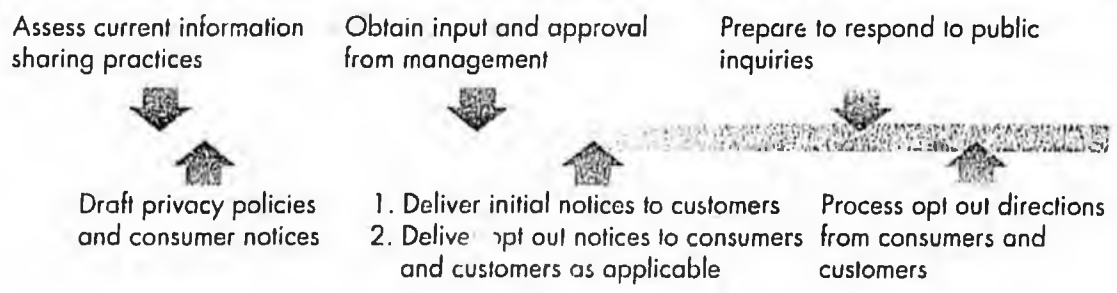 Assess current information
sharing practices
Obtain input and approval
from management
Prepare to respond to public
inquiries
Draft privacy policies
and consumer notices
1. Deliver initial notices to customers
2. Delive opt out notices to consumers
and customers as applicable
Process opt out directions
from consumers and
customers